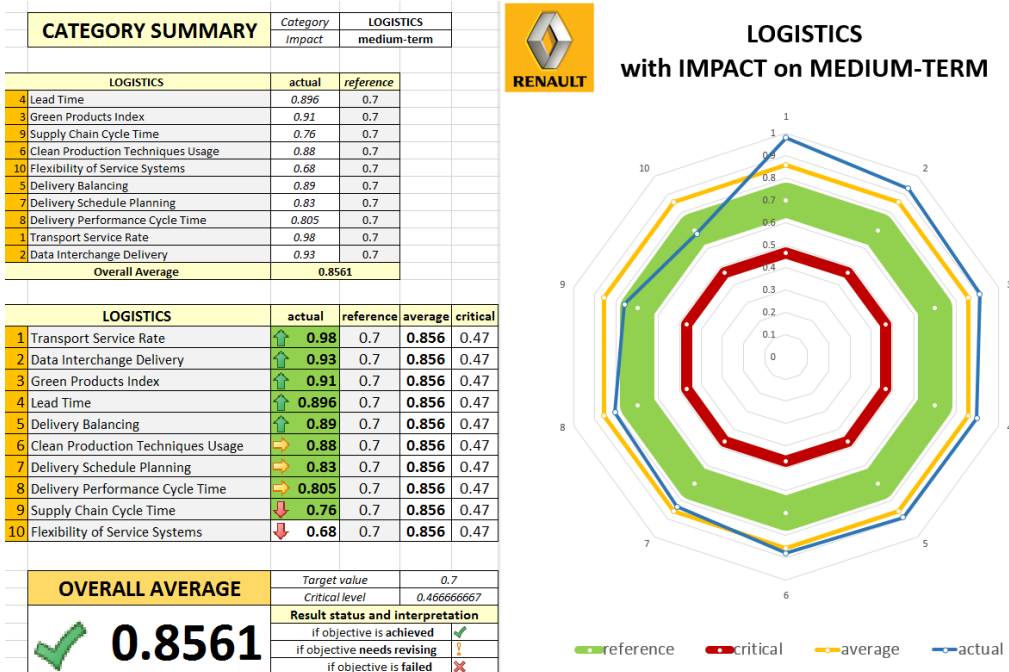 CATEGORY SUMMARY
Category LOGISTICS
Impact medium-term
LOGISTICS actual reference
4 Lead Time 0.896 0.7
3 Green Products Index 0.91 0.7
9 Supply Chain Cycle Time 0.76 0.7
6 Clean Production Techniques Usage 0.88 0.7
10 Flexibility of Service Systems 0.68 0.7
5 Delivery Balancing 0.89 0.7
7 Delivery Schedule Planning 0.83 0.7
8 Delivery Performance Cycle Time 0.805 0.7
1 Transport Service Rate 0.98 0.7
2 Data Interchange Delivery 0.93 0.7
Overall Average 0.8561
LOGISTICS actual reference average critical
1 Transport Service Rate 0.98 0.7 0.856 0.47
2 Data Interchange Delivery 0.93 0.7 0.856 0.47
3 Green Products Index 0.91 0.7 0.856 0.47
4 Lead Time 0.896 0.7 0.856 0.47
5 Delivery Balancing 0.89 0.7 0.856 0.47
6 Clean Production Techniques Usage 0.88 0.7 0.856 0.47
7 Delivery Schedule Planning 0.83 0.7 0.856 0.47
8 Delivery Performance Cycle Time 0.805 0.7 0.856 0.47
9 Supply Chain Cycle Time 0.76 0.7 0.856 0.47
10 Flexibility of Service Systems 0.68 0.7 0.856 0.47
OVERALL AVERAGE
Target value 0.7
Critical level 0.466666667
0.8561
Result status and interpretation
if objective is achieved
if objective needs revising
if objective is failed
RENAULT
LOGISTICS
with IMPACT on MEDIUM-TERM
1
2
3
4
5
6
7
8
9
10
1
0.9
0.8
0.7
0.6
0.5
0.4
0.3
0.2
0.1
0
reference critical average actual